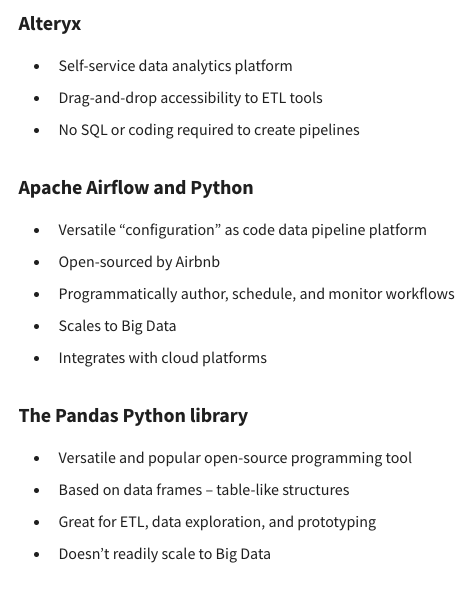 Alteryx
• Self-service data analytics platform
• Drag-and-drop accessibility to ETL tools
• No SQL or coding required to create pipelines
Apache Airflow and Python
• Versatile “configuration” as code data pipeline platform
• Open-sourced by Airbnb
• Programmatically author, schedule, and monitor workflows
• Scales to Big Data
• Integrates with cloud platforms
The Pandas Python library
• Versatile and popular open-source programming tool
• Based on data frames – table-like structures
• Great for ETL, data exploration, and prototyping
• Doesn’t readily scale to Big Data